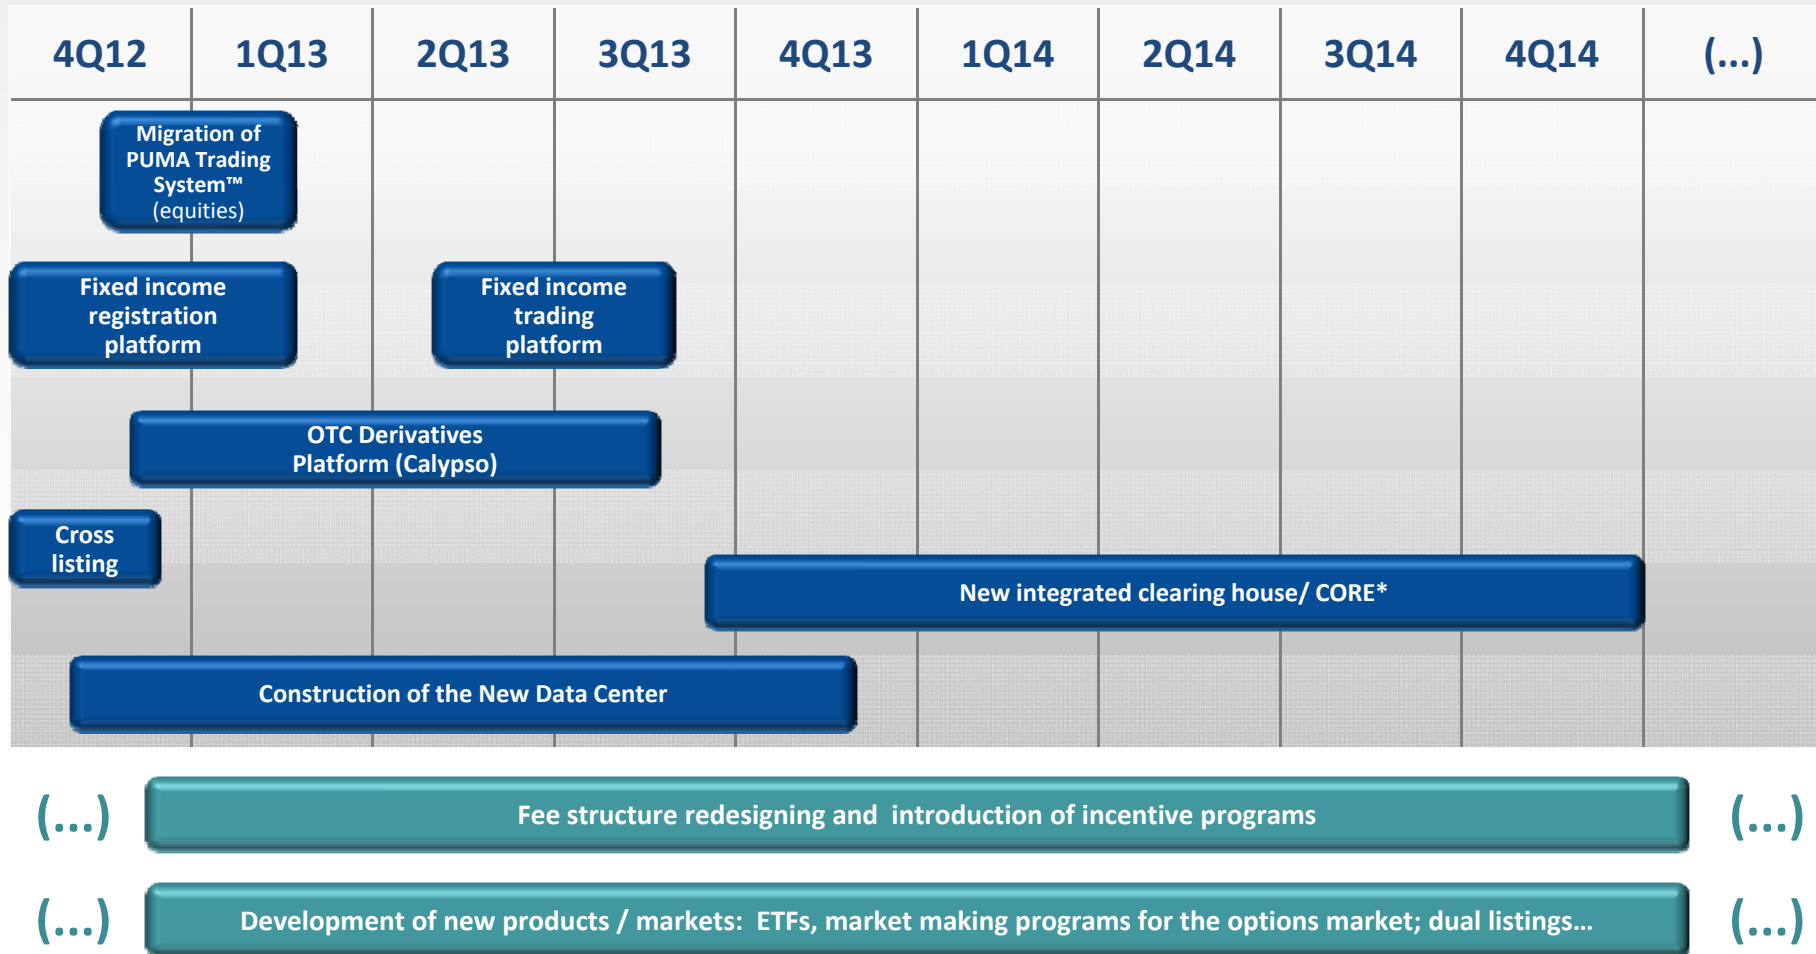 4Q12 1Q13 2Q13 3Q13 4Q13 1Q14 2Q14 3Q14 4Q14 (...)
Migration of
PUMA Trading
System™
(equities)
Fixed income
registration
platform
Fixed income
trading
platform
OTC Derivatives
Platform (Calypso)
Cross
listing
New integrated clearing house/ CORE*
Construction of the New Data Center
(...) Fee structure redesigning and introduction of incentive programs (...)
(...) Development of new products / markets: ETFs, market making programs for the options market; dual listings... (...)